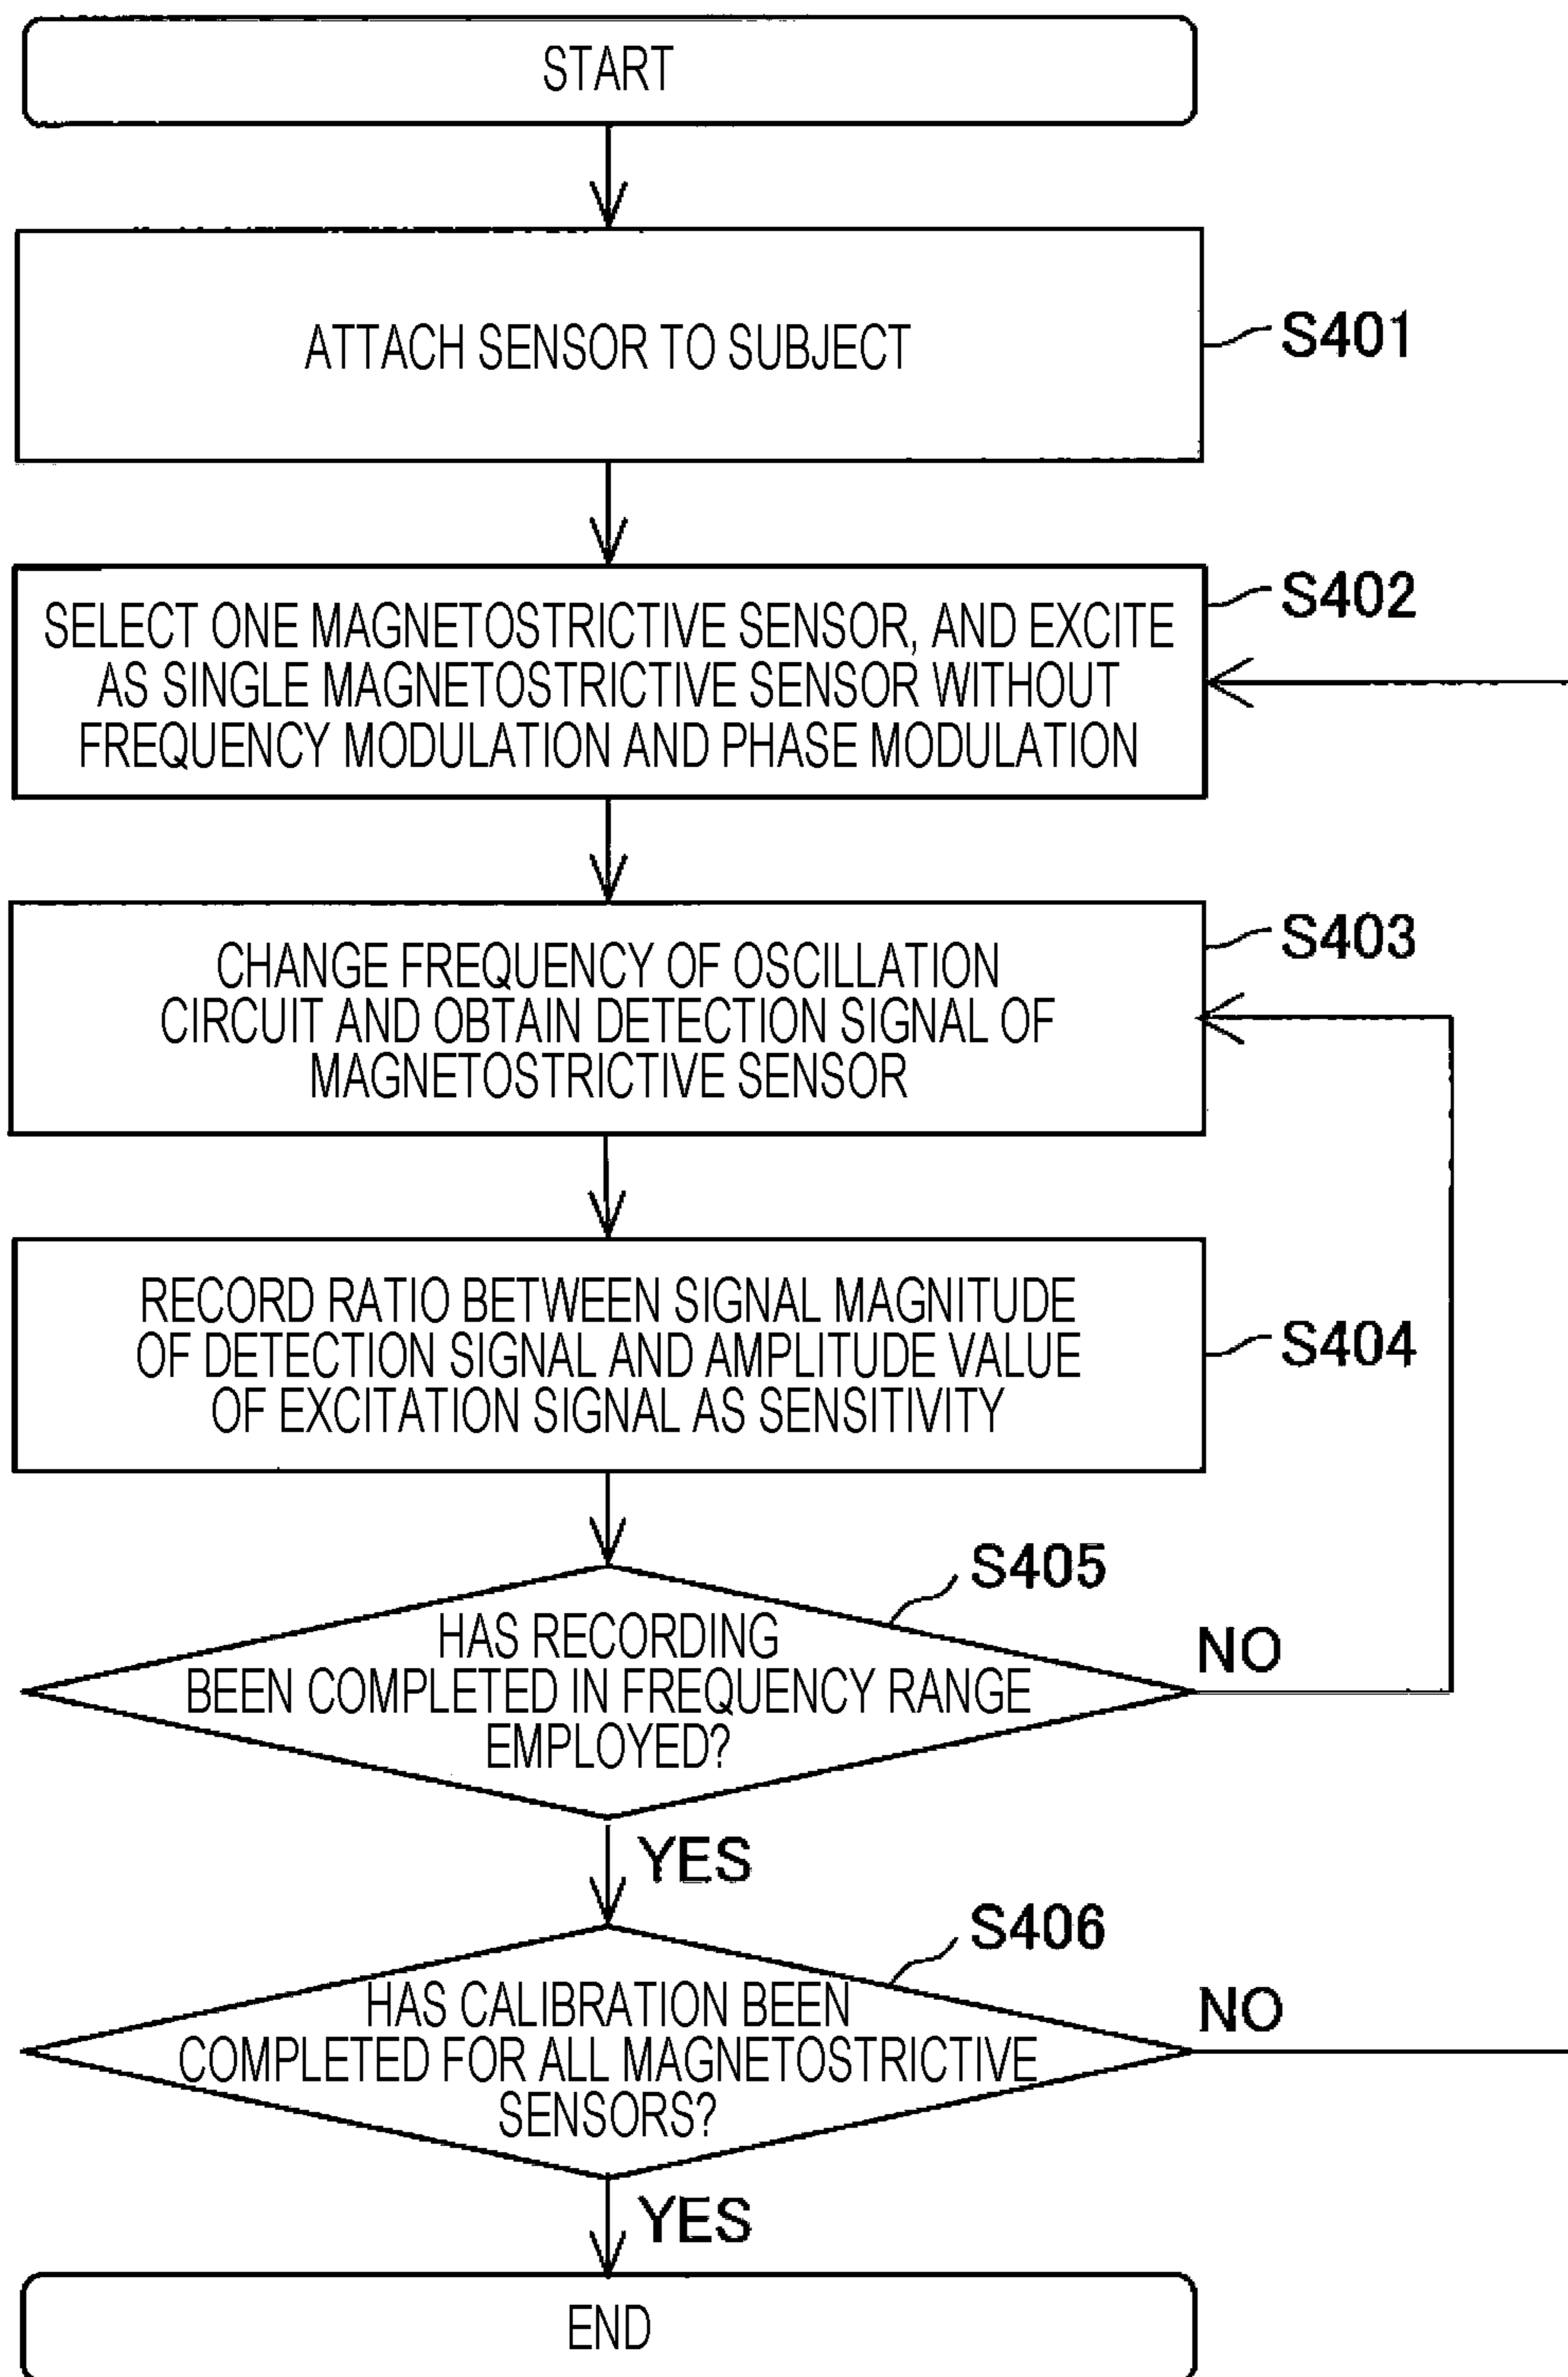 START
ATTACH SENSOR TO SUBJECT
S401
SELECT ONE MAGNETOSTRICTIVE SENSOR, AND EXCITE
AS SINGLE MAGNETOSTRICTIVE SENSOR WITHOUT
FREQUENCY MODULATION AND PHASE MODULATION
S402
CHANGE FREQUENCY OF OSCILLATION
CIRCUIT AND OBTAIN DETECTION SIGNAL OF
MAGNETOSTRICTIVE SENSOR
S403
RECORD RATIO BETWEEN SIGNAL MAGNITUDE
OF DETECTION SIGNAL AND AMPLITUDE VALUE
OF EXCITATION SIGNAL AS SENSITIVITY
S404
S405
HAS RECORDING
BEEN COMPLETED IN FREQUENCY RANGE
EMPLOYED?
NO
YES
S406
HAS CALIBRATION BEEN
COMPLETED FOR ALL MAGNETOSTRICTIVE
SENSORS?
NO
YES
END